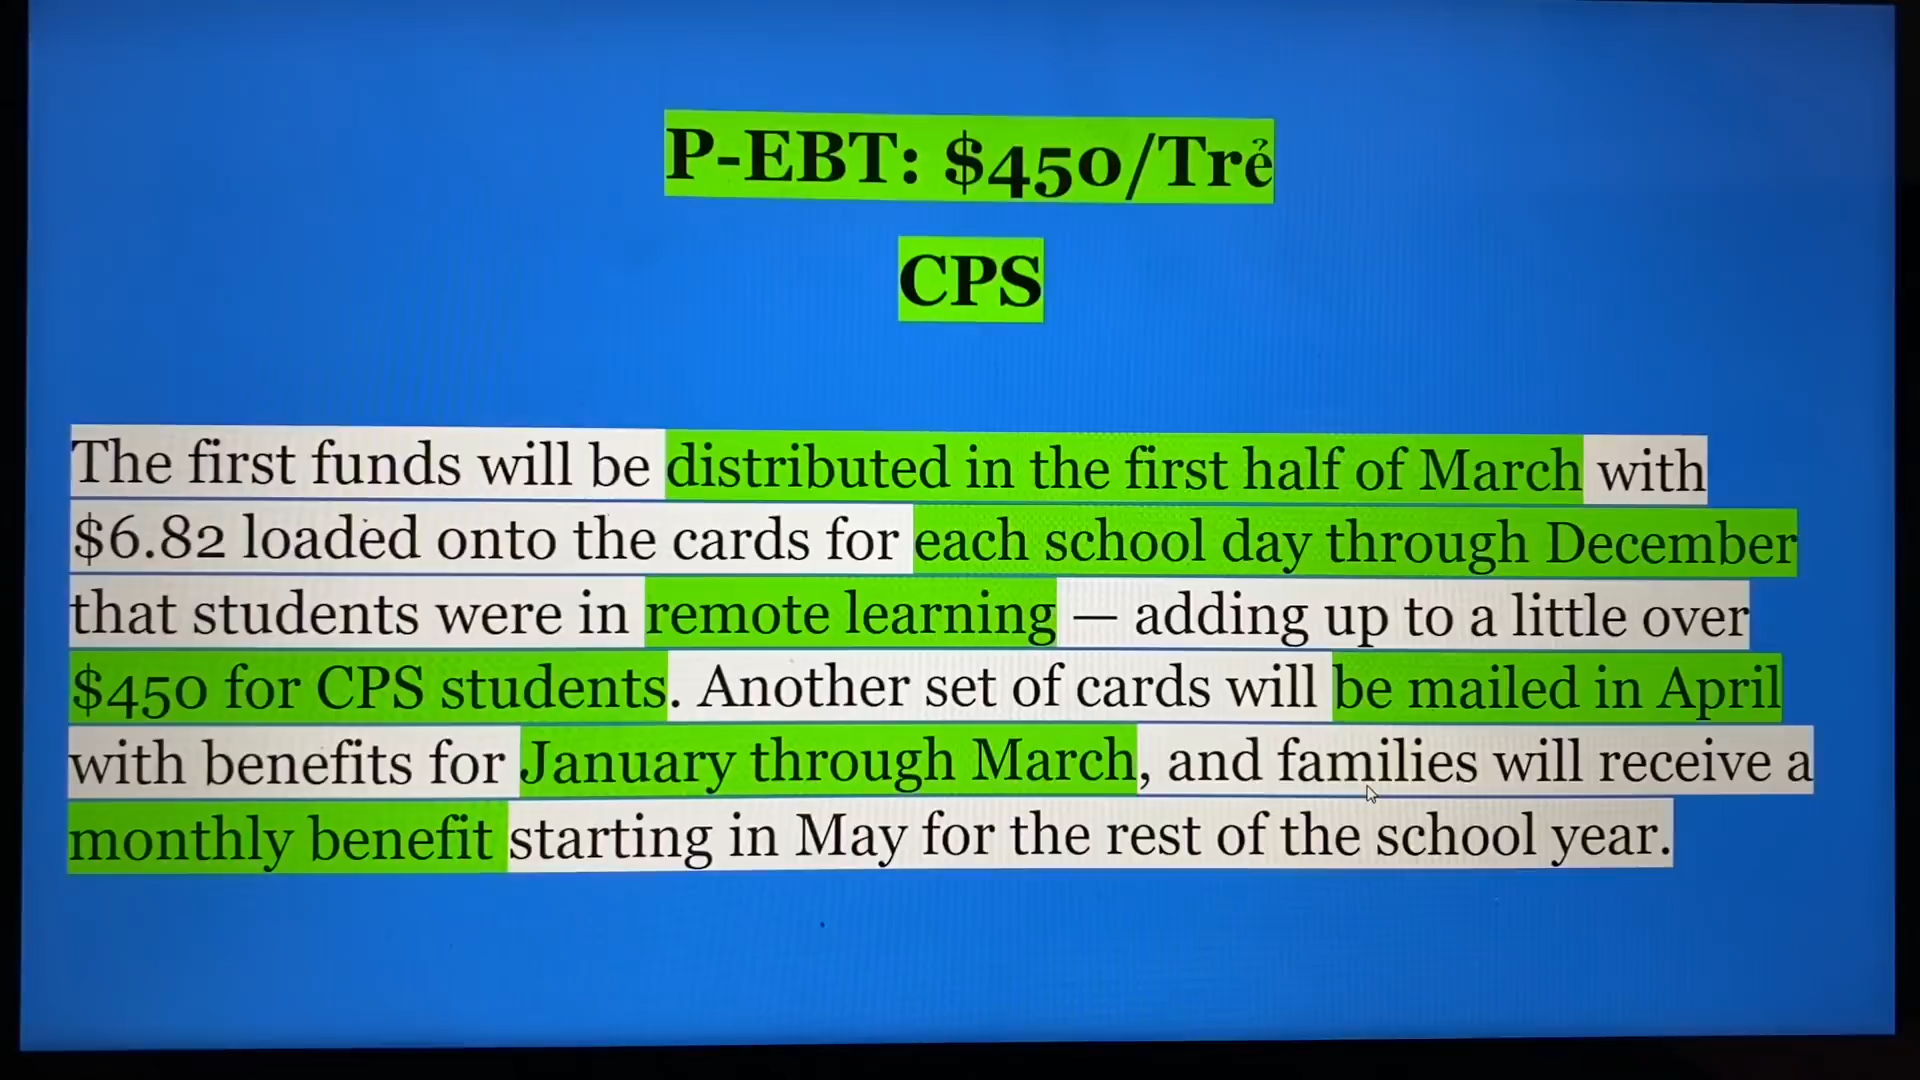 P-EBT: $450/Trẻ
CPS
The first funds will be distributed in the first half of March with
$6.82 loaded onto the cards for each school day through December
that students were in remote learning — adding up to a little over
$450 for CPS students. Another set of cards will be mailed in April
with benefits for January through March, and families will receive a
monthly benefit starting in May for the rest of the school year.